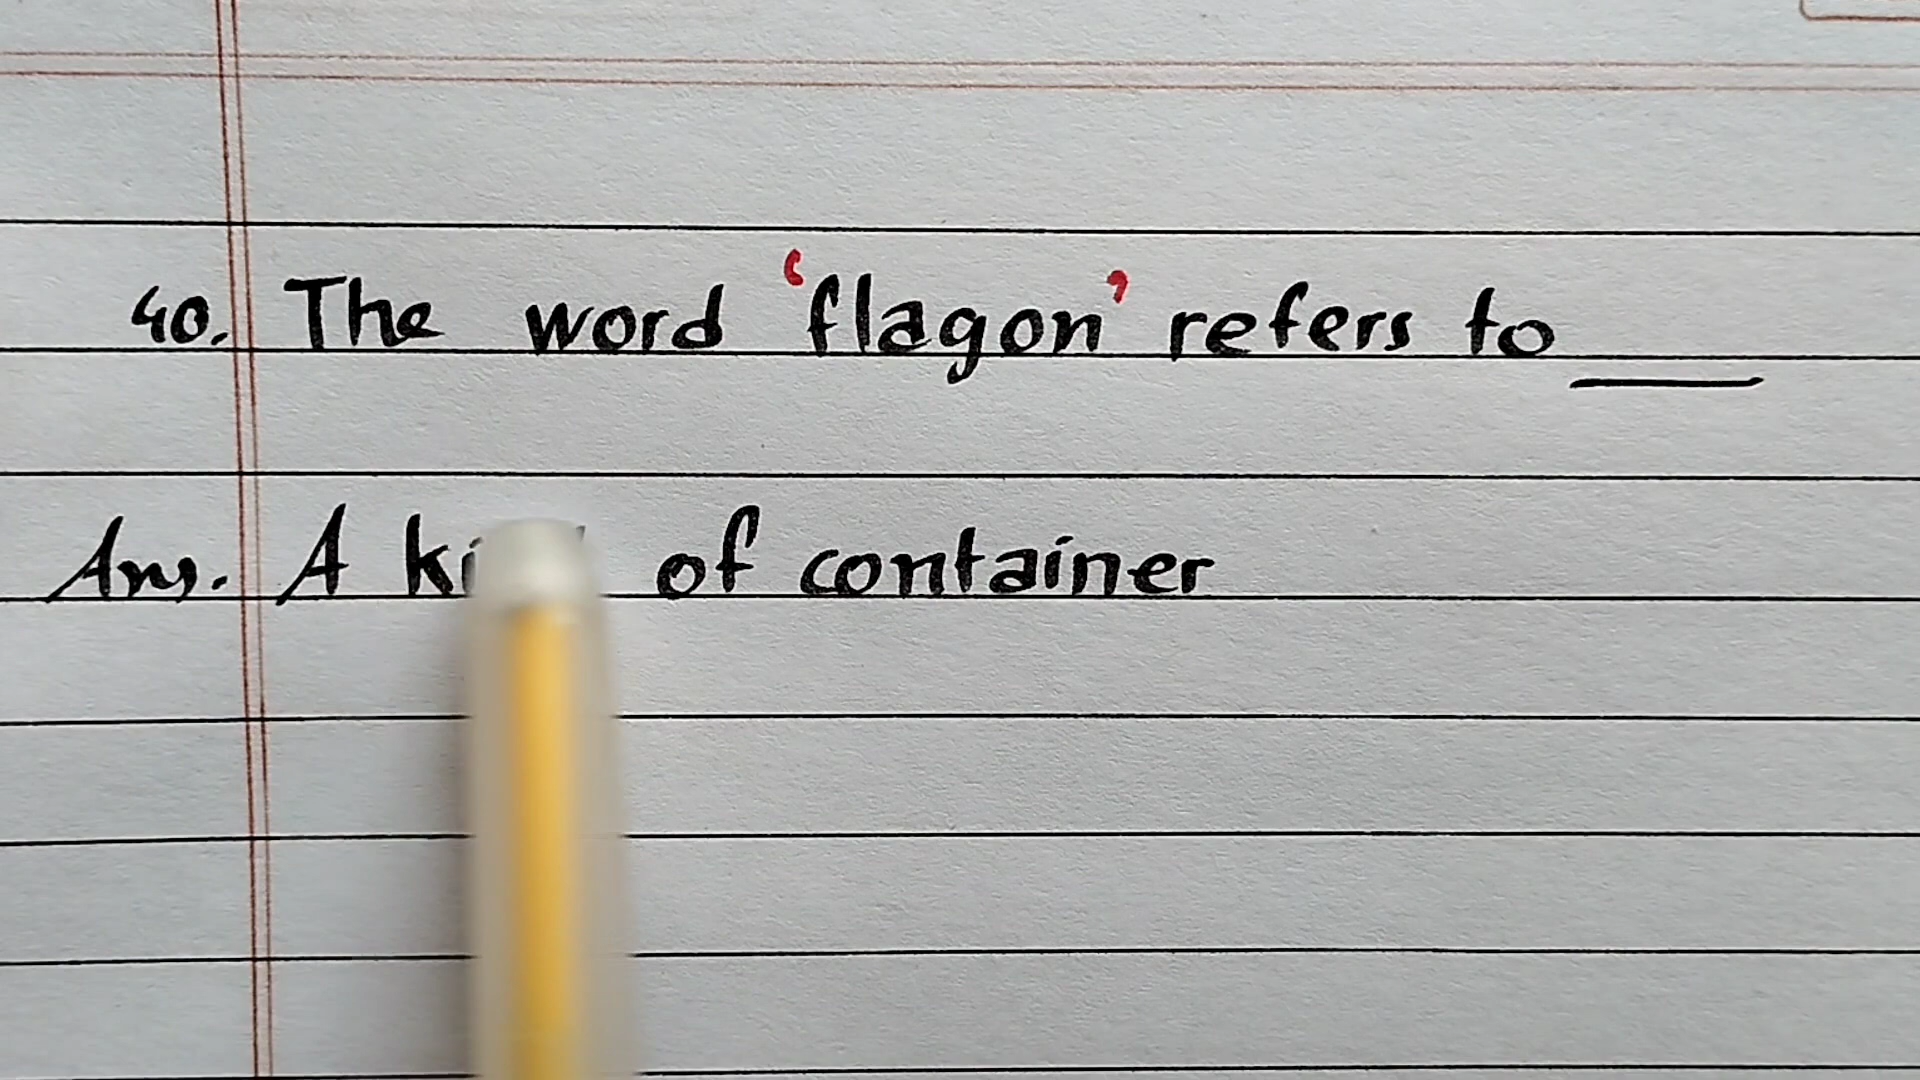 40. The word 'flagon' refers to ____
Ans. A of container